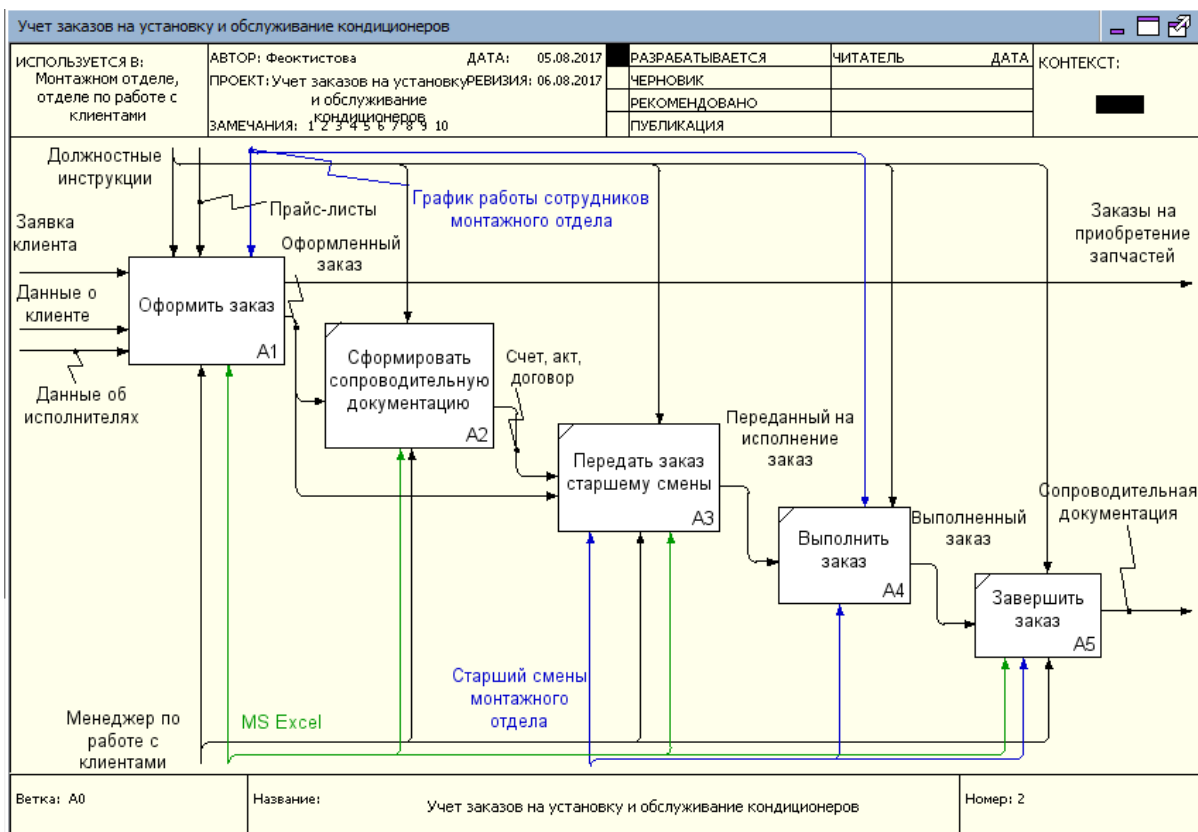 Учет заказов на установку и обслуживание кондиционеров
ИСПОЛЬЗУЕТСЯ В:
Монтажном отделе,
отделе по работе с
клиентами
АВТОР: Феоктистова
ДАТА: 05.08.2017
ПРОЕКТ: Учет заказов на установку
и обслуживание
кондиционеров
РЕВИЗИЯ: 06.08.2017
ЗАМЕЧАНИЯ: 1 2 3 4 5 6 7 8 9 10
РАЗРАБАТЫВАЕТСЯ
ЧЕРНОВИК
РЕКОМЕНДОВАНО
ПУБЛИКАЦИЯ
ЧИТАТЕЛЬ
ДАТА
КОНТЕКСТ:
Должностные
инструкции
Прайс-листы
График работы сотрудников
монтажного отдела
Заявка
клиента
Оформленный
заказ
Заказы на
приобретение
запчастей
Данные о
клиенте
Оформить заказ
A1
Данные об
исполнителях
Сформировать
сопроводительную
документацию
A2
Счет, акт,
договор
Передать заказ
старшему смены
A3
Переданный на
исполнение
заказ
Выполнить
заказ
A4
Выполненный
заказ
Сопроводительная
документация
Завершить
заказ
A5
Старший смены
монтажного
отдела
MS Excel
Менеджер по
работе с
клиентами
Ветка: A0
Название:
Учет заказов на установку и обслуживание кондиционеров
Номер: 2